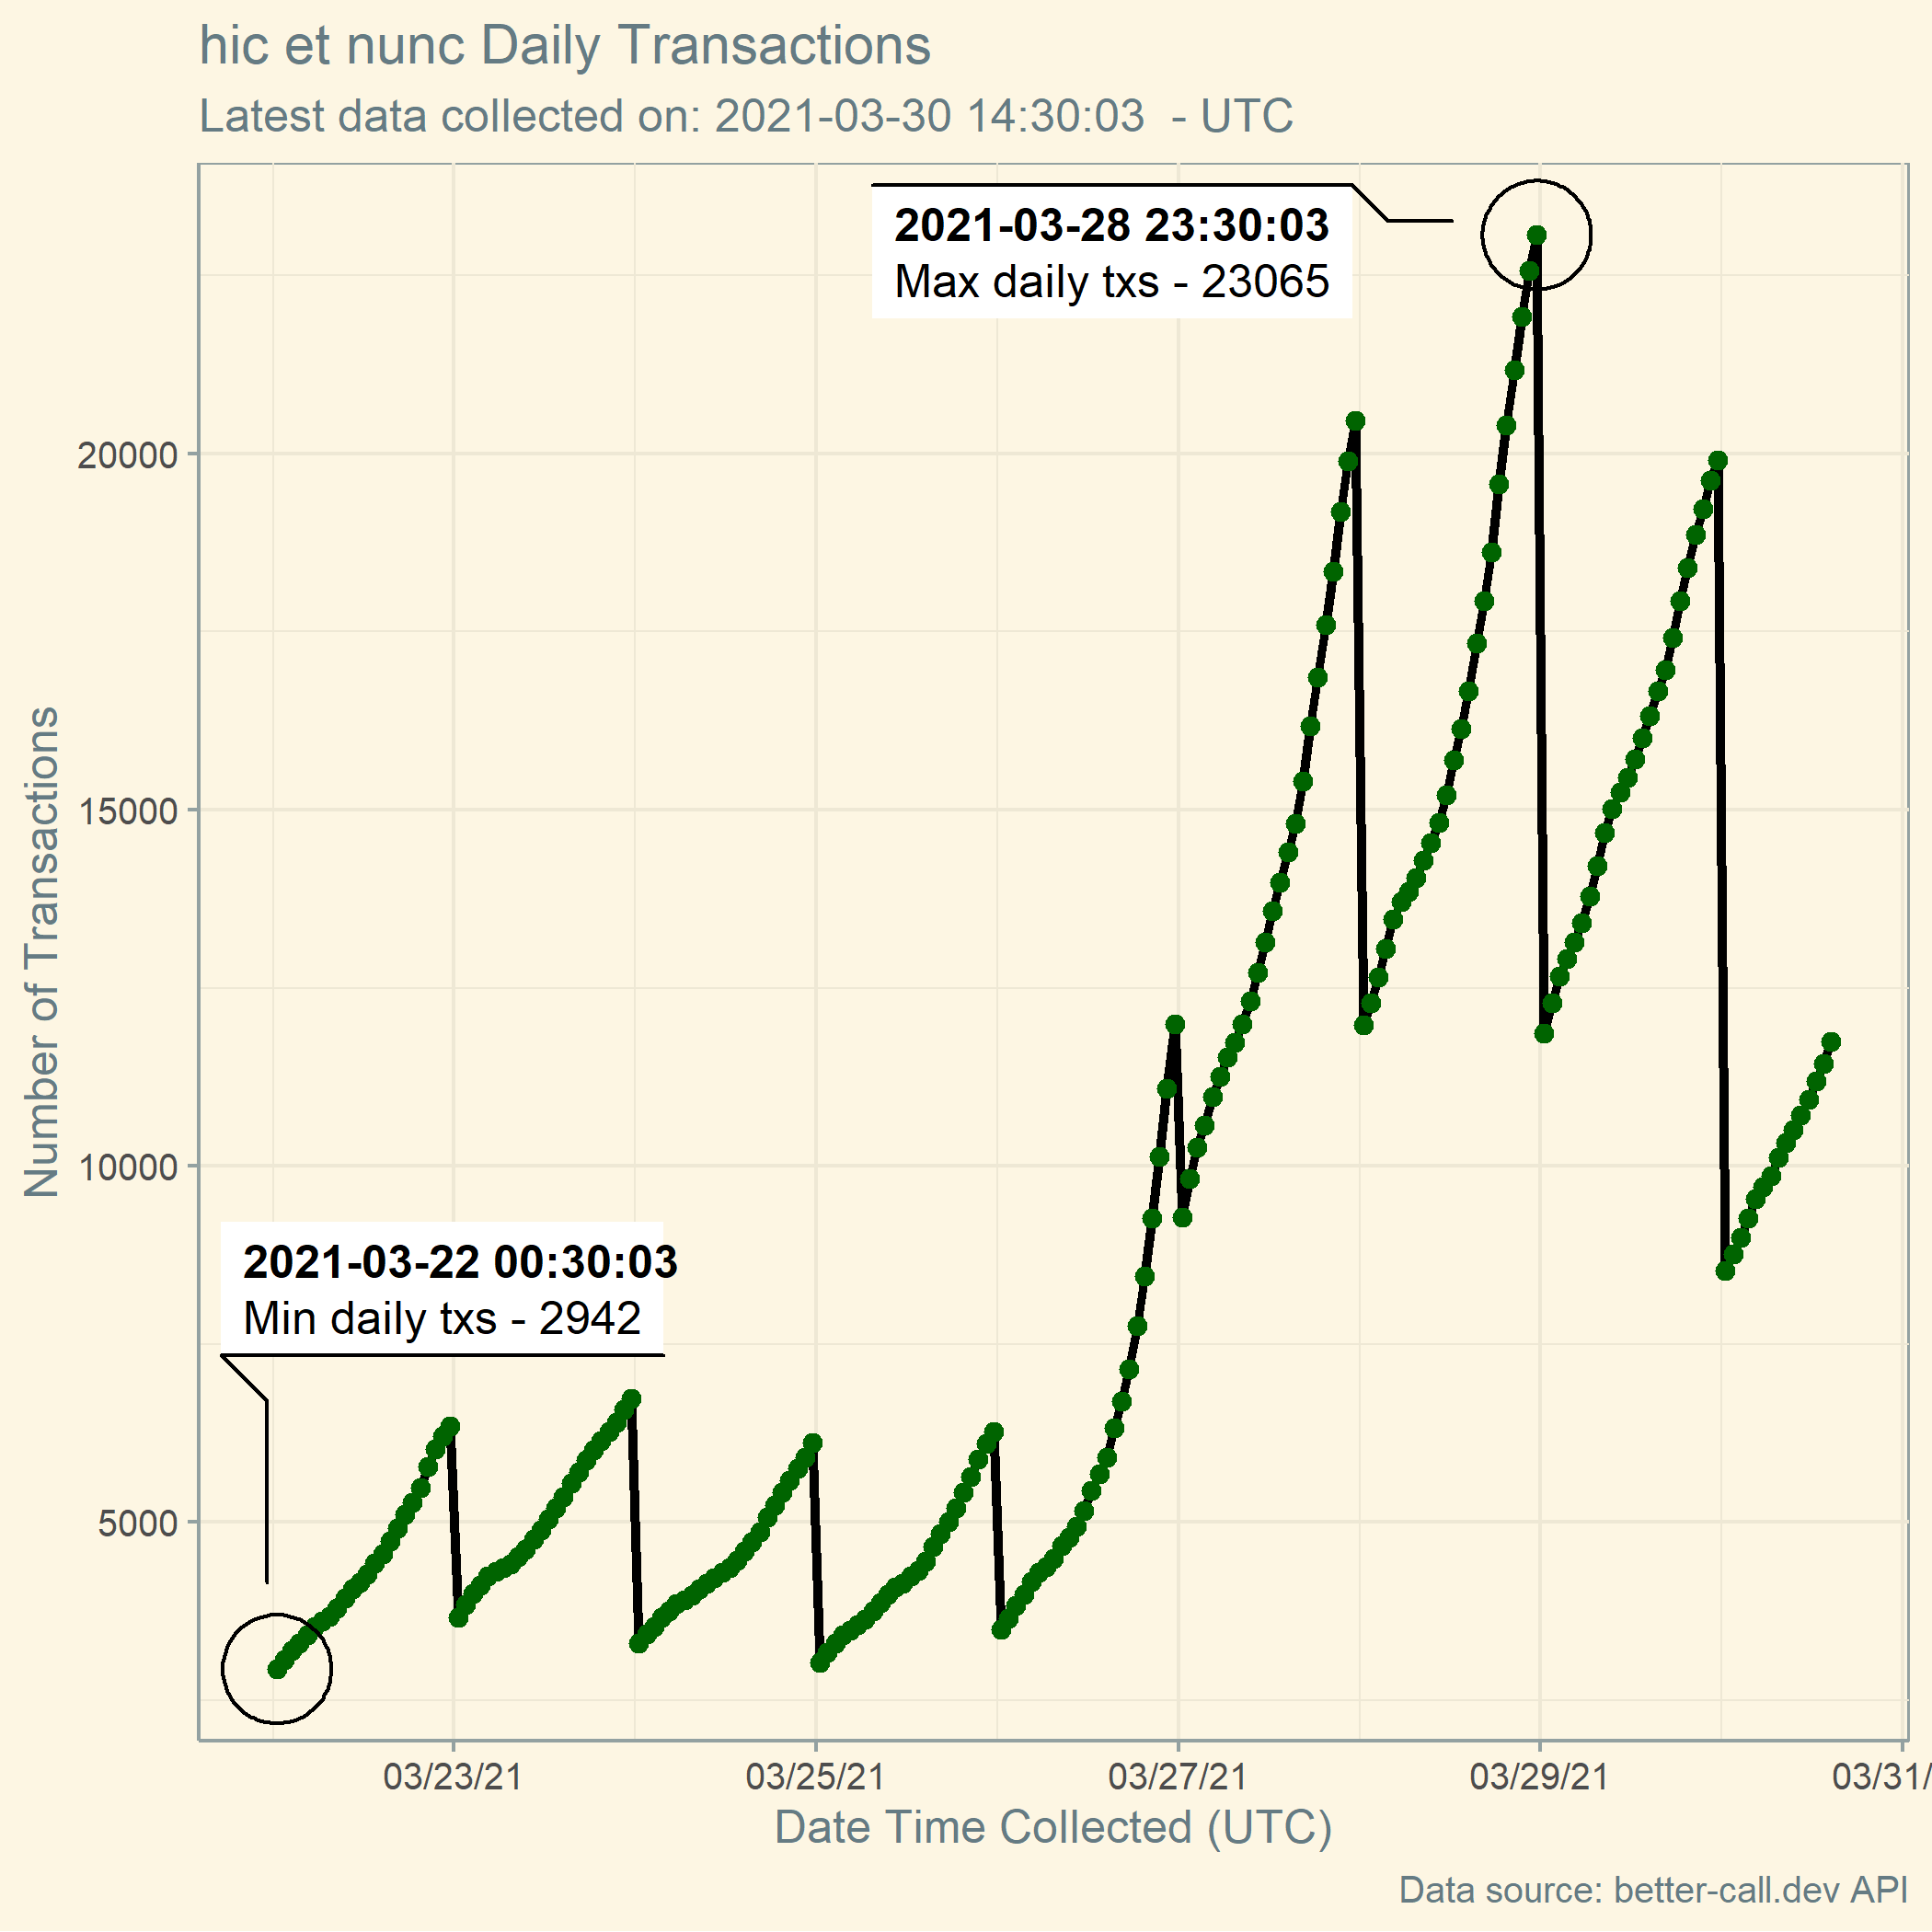 hic et nunc Daily Transactions
Latest data collected on: 2021-03-30 14:30:03  - UTC
2021-03-28 23:30:03
Max daily txs - 23065
20000
15000
10000
5000
Number of Transactions
2021-03-22 00:30:03
Min daily txs - 2942
03/23/21
03/25/21
03/27/21
03/29/21
03/31/
Date Time Collected (UTC)
Data source: better-call.dev API